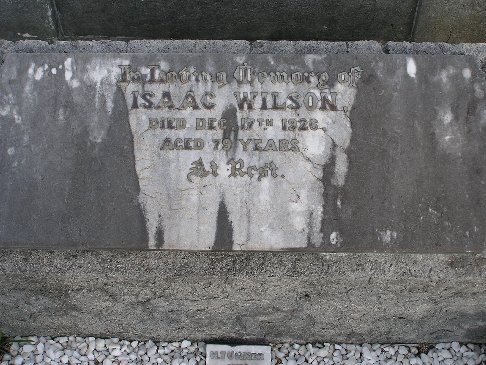 In Loving Memory of
ISAAC WILSON.
DIED DEC. 17TH 1926.
AGED 79 YEARS.
At Rest.